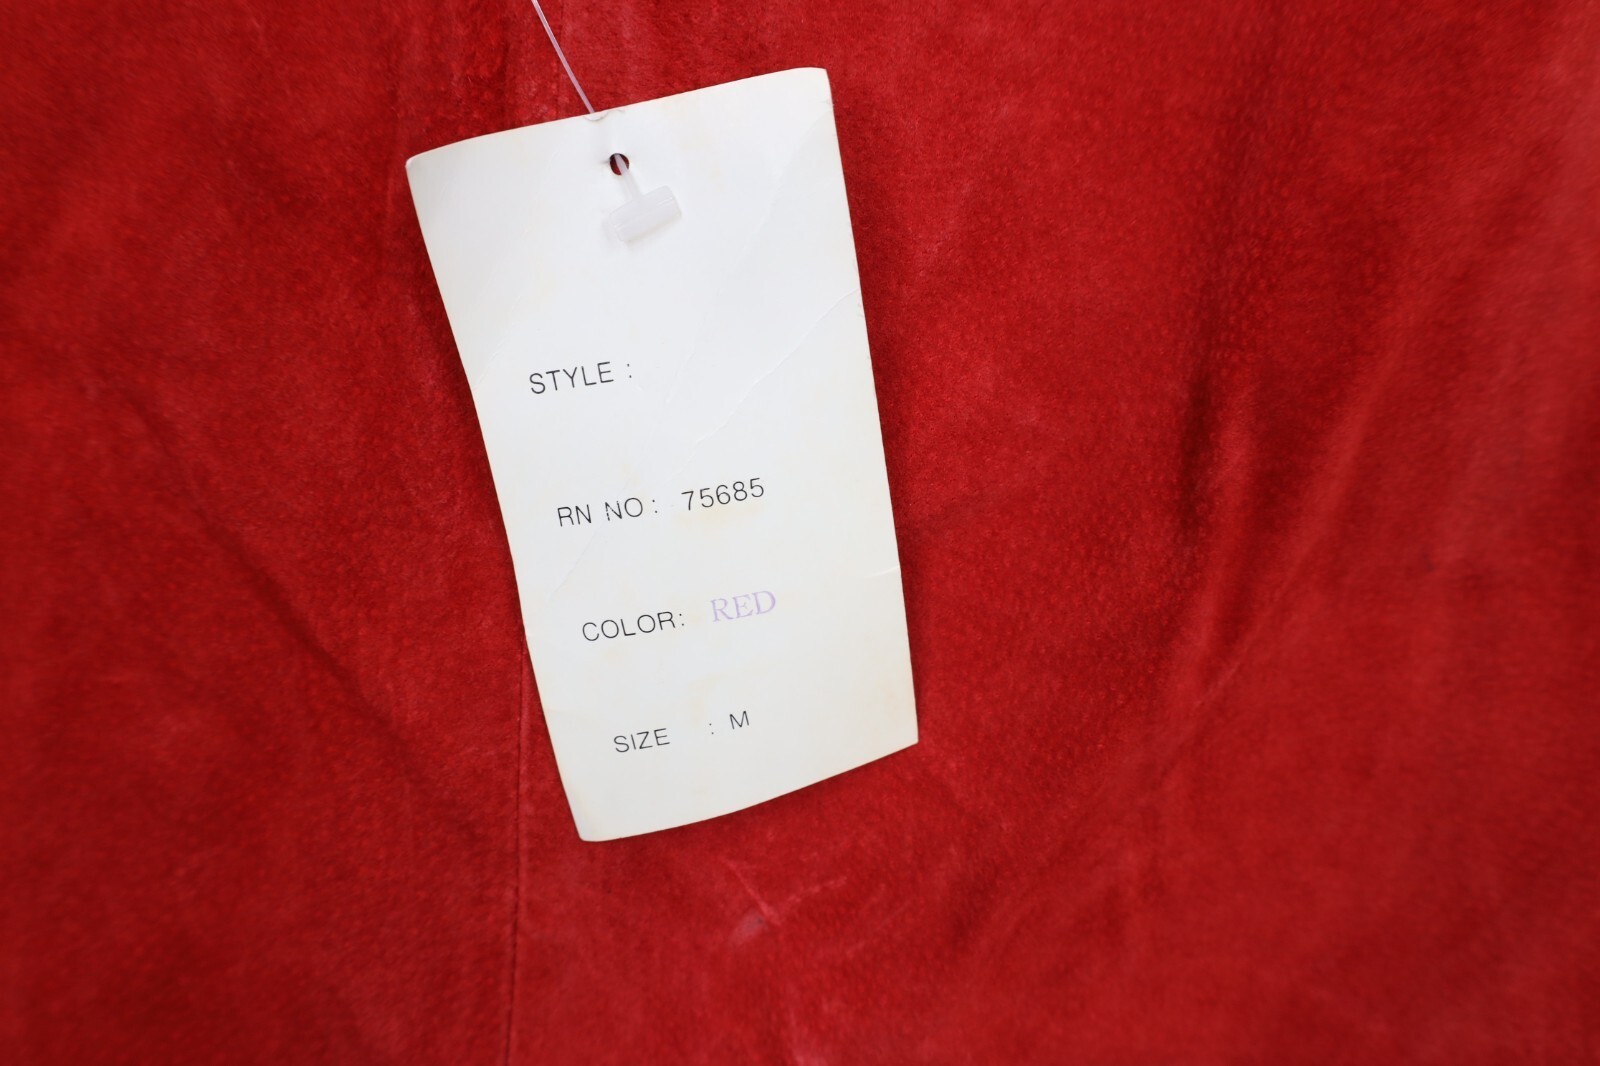 STYLE :
RN NO : 75685
COLOR: RED
SIZE : M